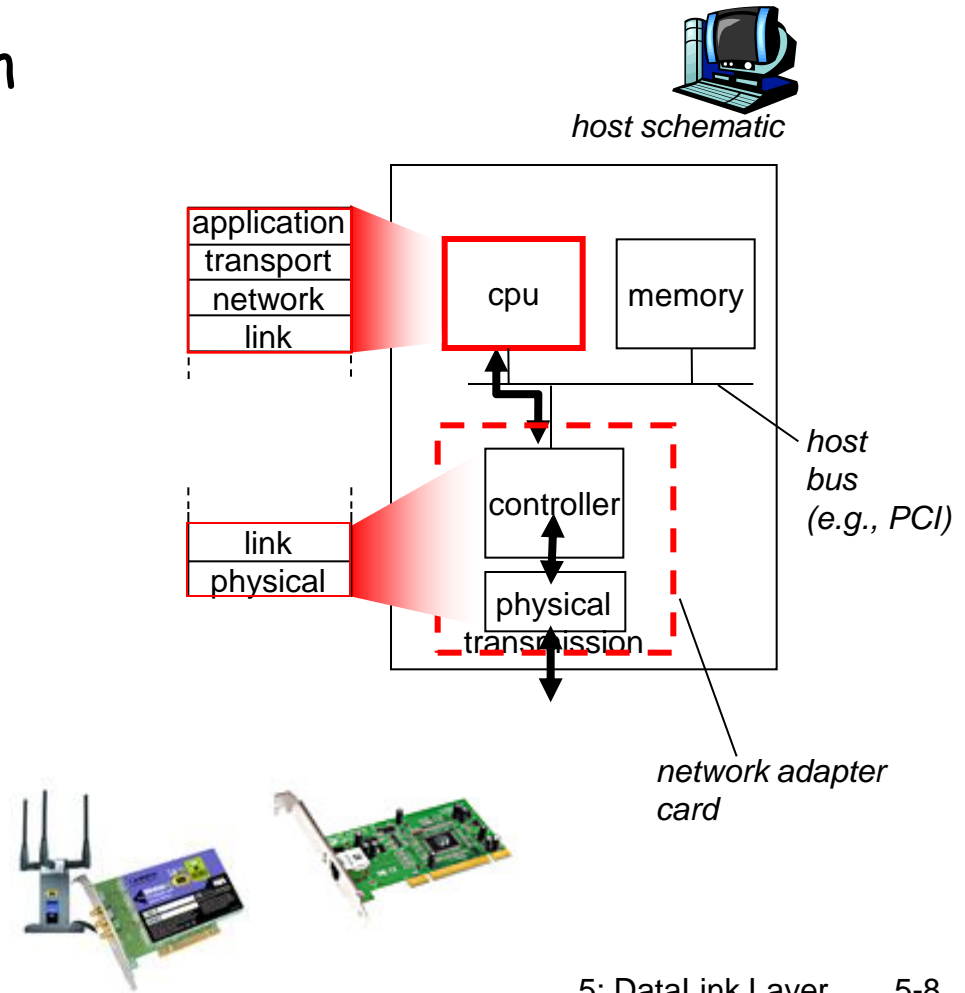 n
host schematic
application
transport
network
link
cpu
memory
host
bus
(e.g., PCI)
controller
link
physical
physical
transmission
network adapter
card
5: DataLink Layer 5-8